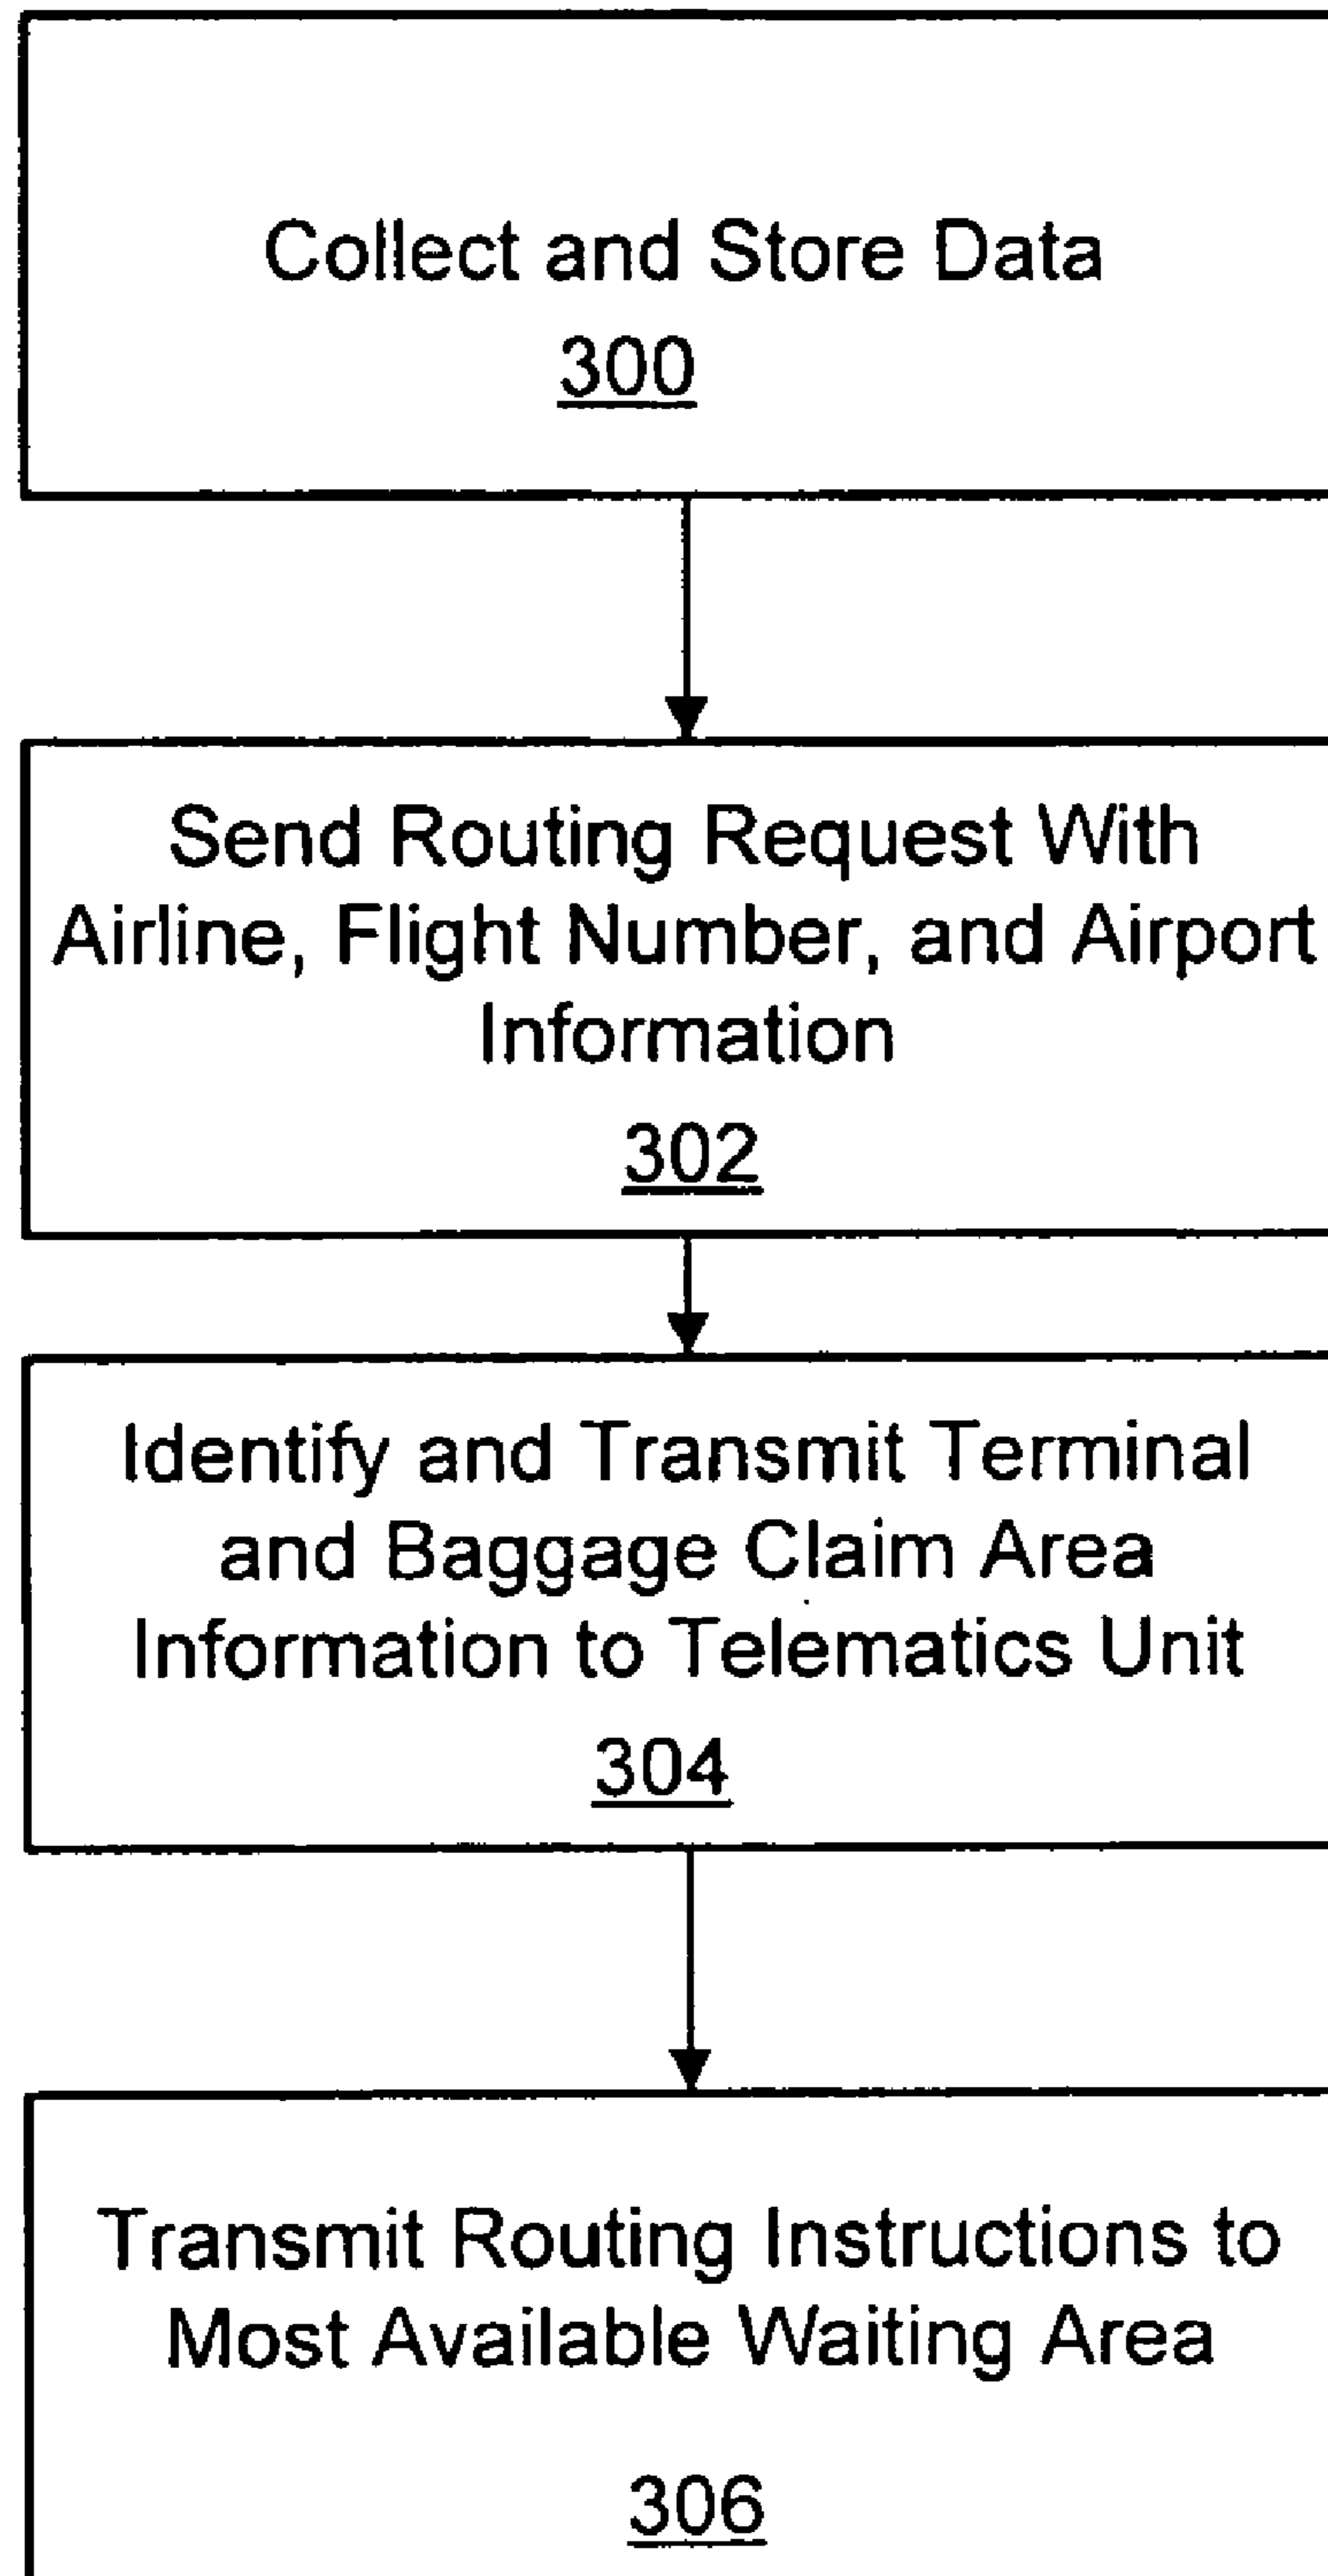 Collect and Store Data
300
Send Routing Request With
Airline, Flight Number, and Airport
Information
302
Identify and Transmit Terminal
and Baggage Claim Area
Information to Telematics Unit
304
Transmit Routing Instructions to
Most Available Waiting Area
306